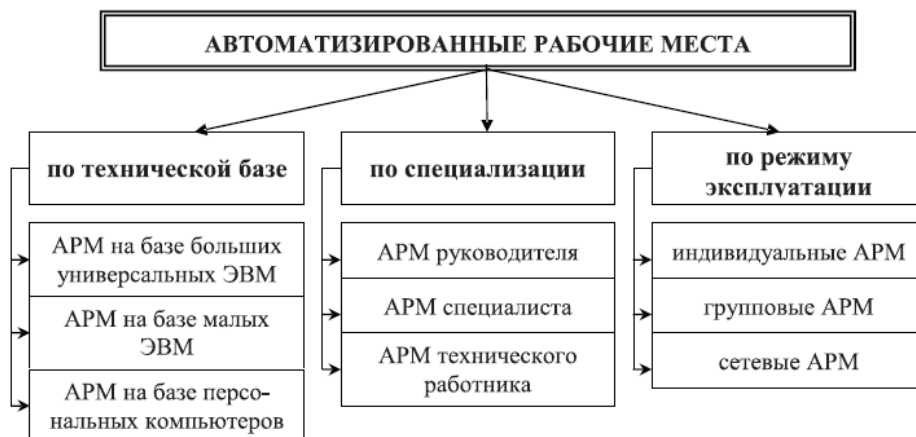 АВТОМАТИЗИРОВАННЫЕ РАБОЧИЕ МЕСТА
по технической базе
АРМ на базе больших
универсальных ЭВМ
АРМ на базе малых
ЭВМ
АРМ на базе персо-
нальных компьютеров
по специализации
АРМ руководителя
АРМ специалиста
АРМ технического
работника
по режиму
эксплуатации
индивидуальные АРМ
групповые АРМ
сетевые АРМ